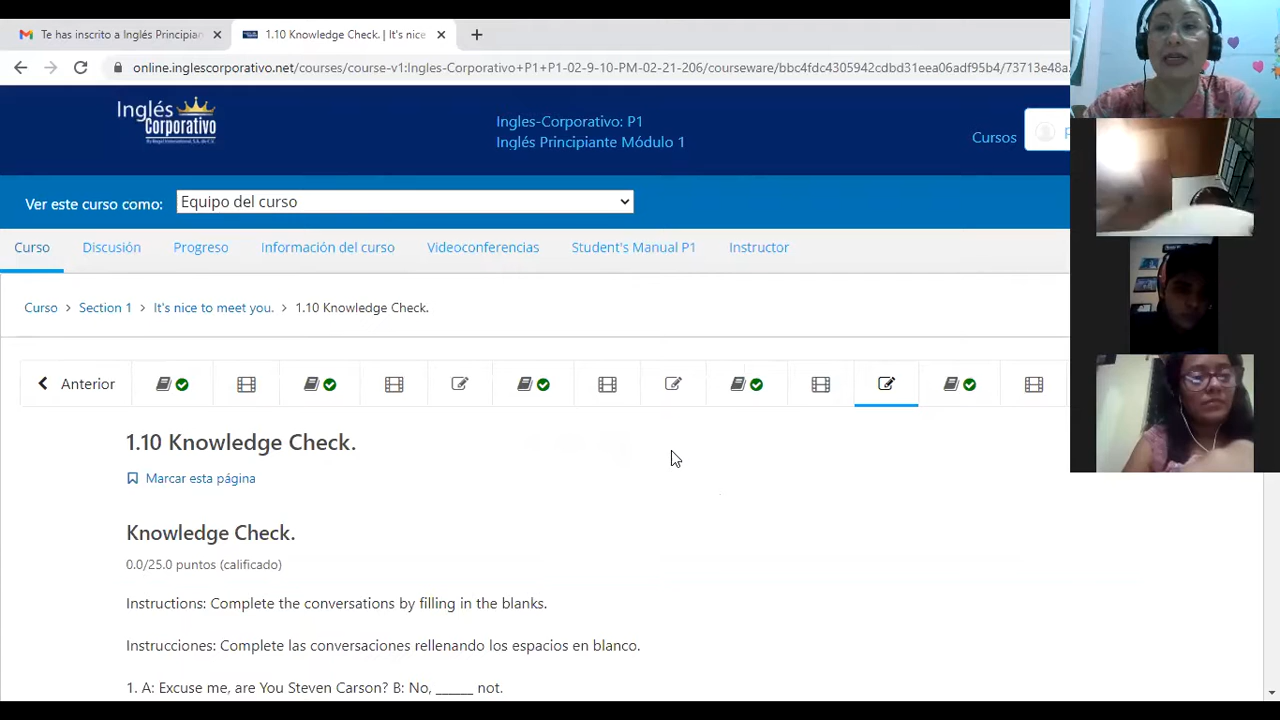 Te has inscrito a Inglés Principian
1.10 Knowledge Check. | It's nice
online.inglescorporativo.net/courses/course-v1:Ingles-Corporativo+P1+P1-02-9-10-PM-02-21-206/courseware/bbc4fdc4305942cdbd31eea06adf95b4/73713e48a
Inglés
Corporativo
Ingles-Corporativo: P1
Inglés Principiante Módulo 1
Cursos
Ver este curso como:
Equipo del curso
Curso
Discusión
Progreso
Información del curso
Videoconferencias
Student's Manual P1
Instructor
Curso > Section 1 > It's nice to meet you. > 1.10 Knowledge Check.
Anterior
1.10 Knowledge Check.
Marcar esta página
Knowledge Check.
0.0/25.0 puntos (calificado)
Instructions: Complete the conversations by filling in the blanks.
Instrucciones: Complete las conversaciones rellenando los espacios en blanco.
1. A: Excuse me, are You Steven Carson? B: No, ______ not.